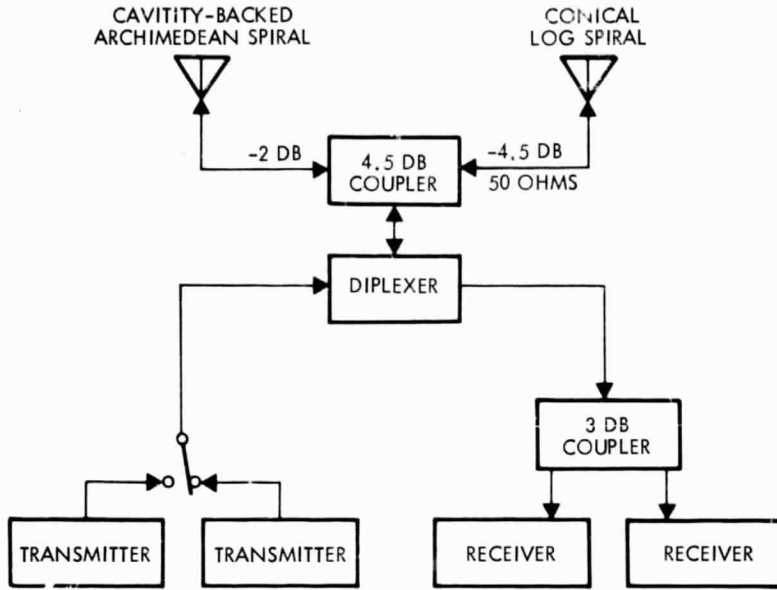 CAVITITY-BACKED
ARCHIMEDEAN SPIRAL
CONICAL
LOG SPIRAL
-2 DB
4.5 DB
COUPLER
-4.5 DB
50 OHMS
DIPLEXER
3 DB
COUPLER
TRANSMITTER
TRANSMITTER
RECEIVER
RECEIVER